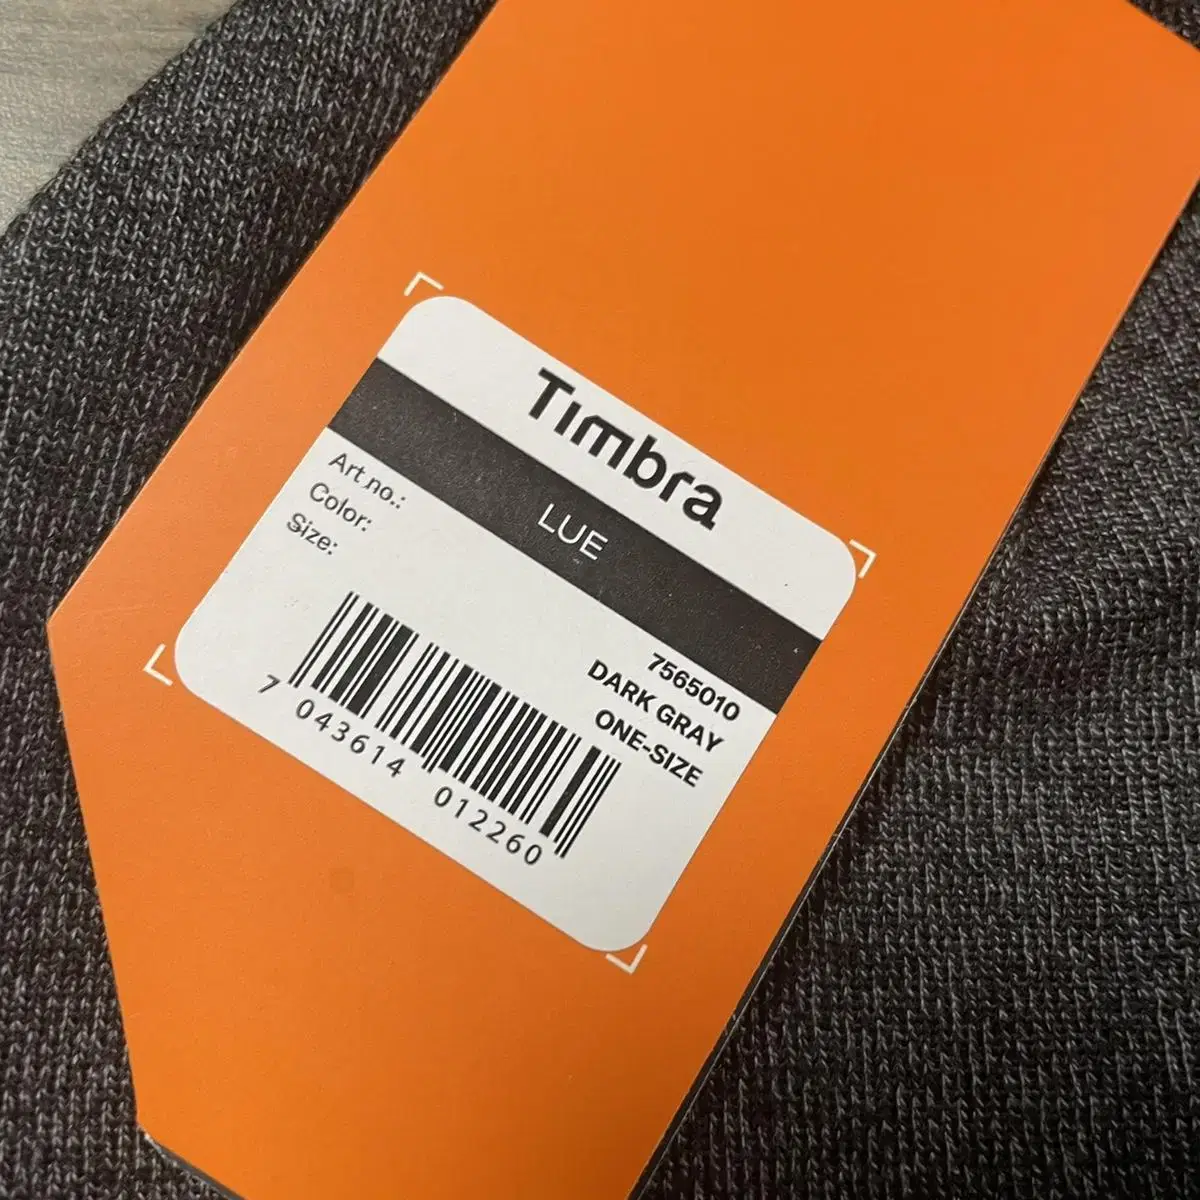 Timbra
LUE
Art.no.: 7565010
Color: DARK GRAY
Size: ONE-SIZE
7 043614 012260